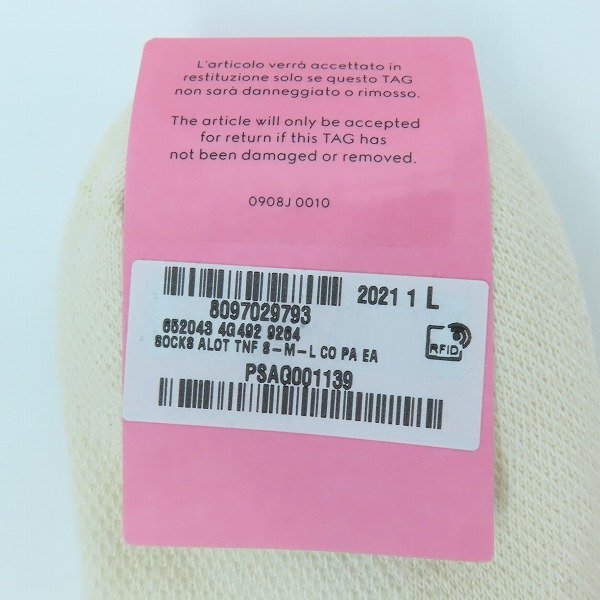 L'articolo verrà accettato in
restituzione solo se questo TAG
non sarà danneggiato o rimosso.
The article will only be accepted
for return if this TAG has
not been damaged or removed.
0908J 0010
2021 1 L
8097029793
652043 4G492 9264
SOCKS ALOT TNF S-M-L CO PA EA
RFID
PSAG001139